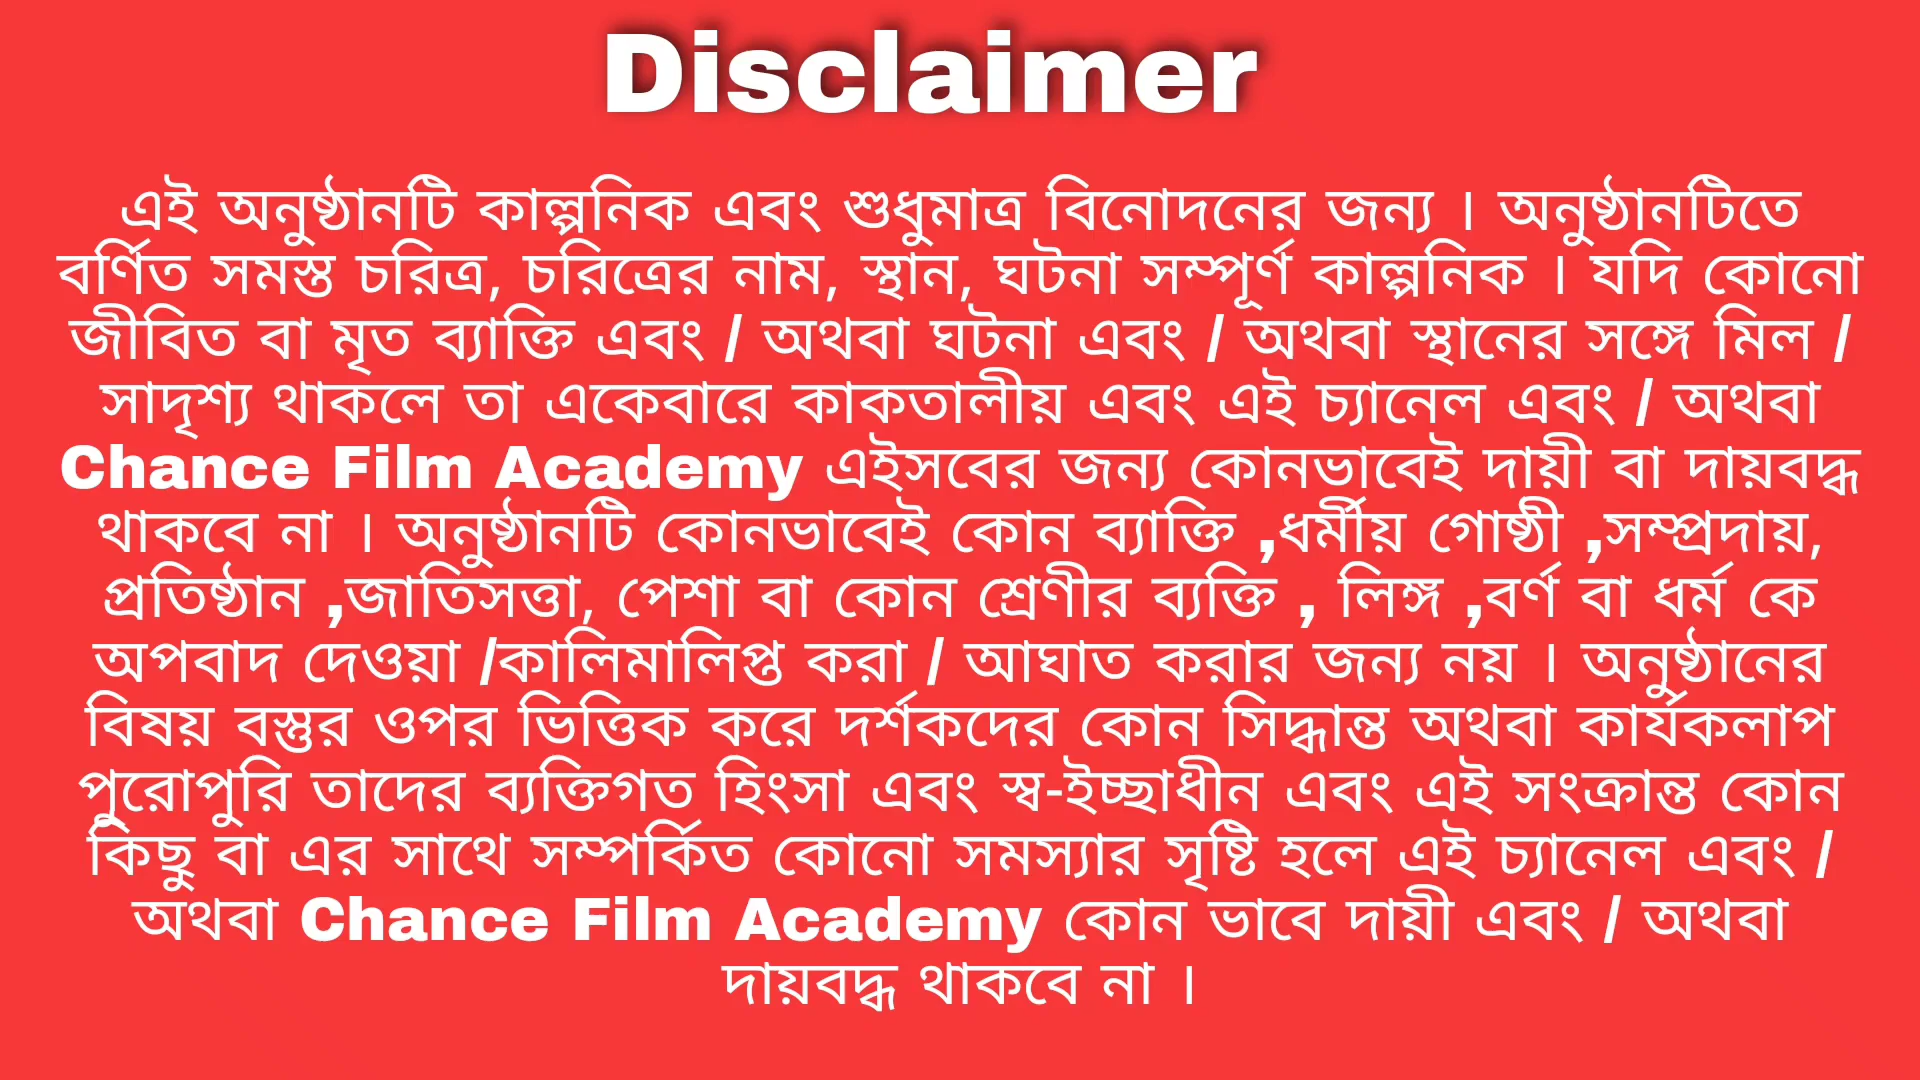 Disclaimer
এই অনুষ্ঠানটি কাল্পনিক এবং শুধুমাত্র বিনোদনের জন্য । অনুষ্ঠানটিতে
বর্ণিত সমস্ত চরিত্র, চরিত্রের নাম, স্থান, ঘটনা সম্পূর্ণ কাল্পনিক । যদি কোনো
জীবিত বা মৃত ব্যাক্তি এবং / অথবা ঘটনা এবং / অথবা স্থানের সঙ্গে মিল /
সাদৃশ্য থাকলে তা একেবারে কাকতালীয় এবং এই চ্যানেল এবং / অথবা
Chance Film Academy এইসবের জন্য কোনভাবেই দায়ী বা দায়বদ্ধ
থাকবে না । অনুষ্ঠানটি কোনভাবেই কোন ব্যাক্তি ,ধর্মীয় গোষ্ঠী ,সম্প্রদায়,
প্রতিষ্ঠান ,জাতিসত্তা, পেশা বা কোন শ্রেণীর ব্যক্তি , লিঙ্গ ,বর্ণ বা ধর্ম কে
অপবাদ দেওয়া /কালিমালিপ্ত করা / আঘাত করার জন্য নয় । অনুষ্ঠানের
বিষয় বস্তুর ওপর ভিত্তিক করে দর্শকদের কোন সিদ্ধান্ত অথবা কার্যকলাপ
পুরোপুরি তাদের ব্যক্তিগত হিংসা এবং স্ব-ইচ্ছাধীন এবং এই সংক্রান্ত কোন
কিছু বা এর সাথে সম্পর্কিত কোনো সমস্যার সৃষ্টি হলে এই চ্যানেল এবং /
অথবা Chance Film Academy কোন ভাবে দায়ী এবং / অথবা
দায়বদ্ধ থাকবে না ।